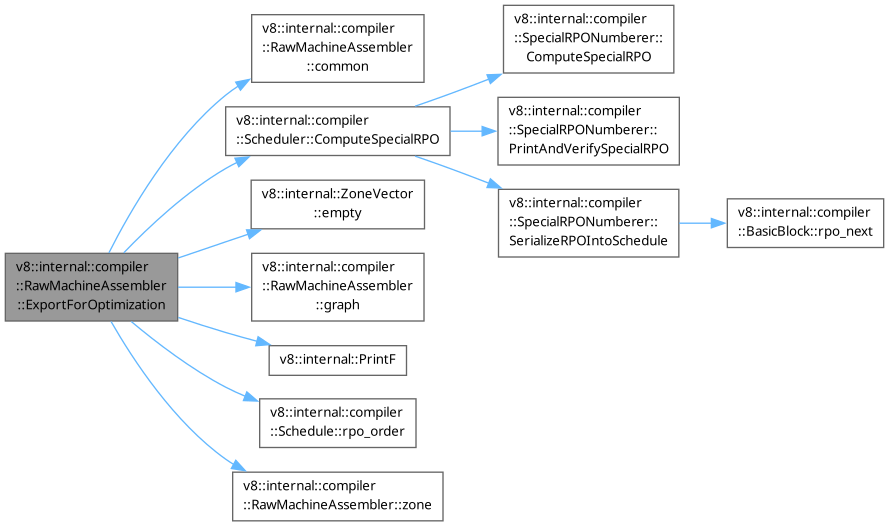 v8::internal::compiler
::RawMachineAssembler
::ExportForOptimization
v8::internal::compiler
::RawMachineAssembler
::common
v8::internal::compiler
::Scheduler::ComputeSpecialRPO
v8::internal::ZoneVector
::empty
v8::internal::compiler
::RawMachineAssembler
::graph
v8::internal::PrintF
v8::internal::compiler
::Schedule::rpo_order
v8::internal::compiler
::RawMachineAssembler::zone
v8::internal::compiler
::SpecialRPONumberer::
ComputeSpecialRPO
v8::internal::compiler
::SpecialRPONumberer::
PrintAndVerifySpecialRPO
v8::internal::compiler
::SpecialRPONumberer::
SerializeRPOIntoSchedule
v8::internal::compiler
::BasicBlock::rpo_next